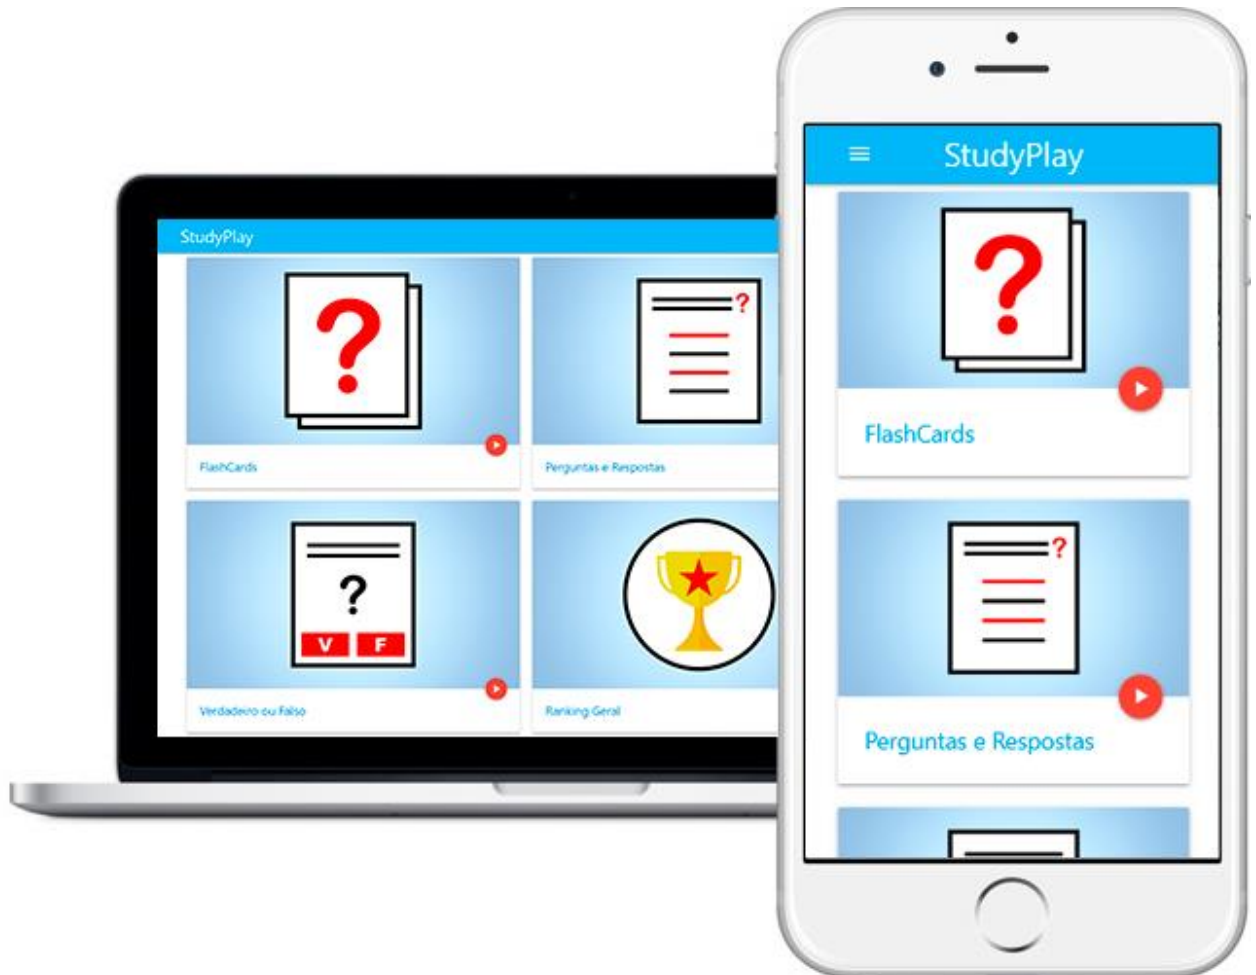 StudyPlay
?
?
FlashCards
Perguntas e Respostas
?
V F
Verdadeiro ou Falso
Ranking Geral
StudyPlay
?
FlashCards
?
Perguntas e Respostas